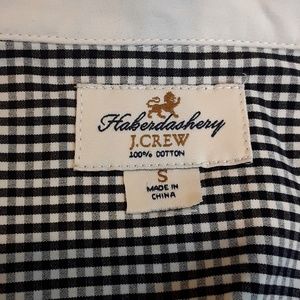 Haberdashery
J.CREW
100% COTTON
S
MADE IN
CHINA